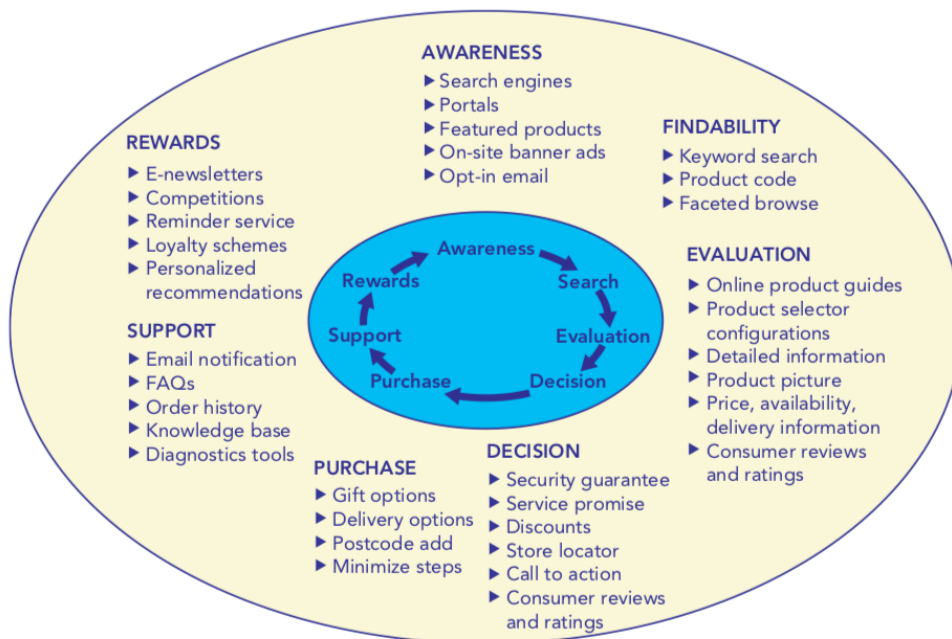 AWARENESS
▶ Search engines
▶ Portals
▶ Featured products
▶ On-site banner ads
▶ Opt-in email
FINDABILITY
▶ Keyword search
▶ Product code
▶ Faceted browse
EVALUATION
▶ Online product guides
▶ Product selector
configurations
▶ Detailed information
▶ Product picture
▶ Price, availability,
delivery information
▶ Consumer reviews
and ratings
DECISION
▶ Security guarantee
▶ Service promise
▶ Discounts
▶ Store locator
▶ Call to action
▶ Consumer reviews
and ratings
PURCHASE
▶ Gift options
▶ Delivery options
▶ Postcode add
▶ Minimize steps
SUPPORT
▶ Email notification
▶ FAQs
▶ Order history
▶ Knowledge base
▶ Diagnostics tools
REWARDS
▶ E-newsletters
▶ Competitions
▶ Reminder service
▶ Loyalty schemes
▶ Personalized
recommendations
Awareness
Search
Evaluation
Decision
Purchase
Support
Rewards